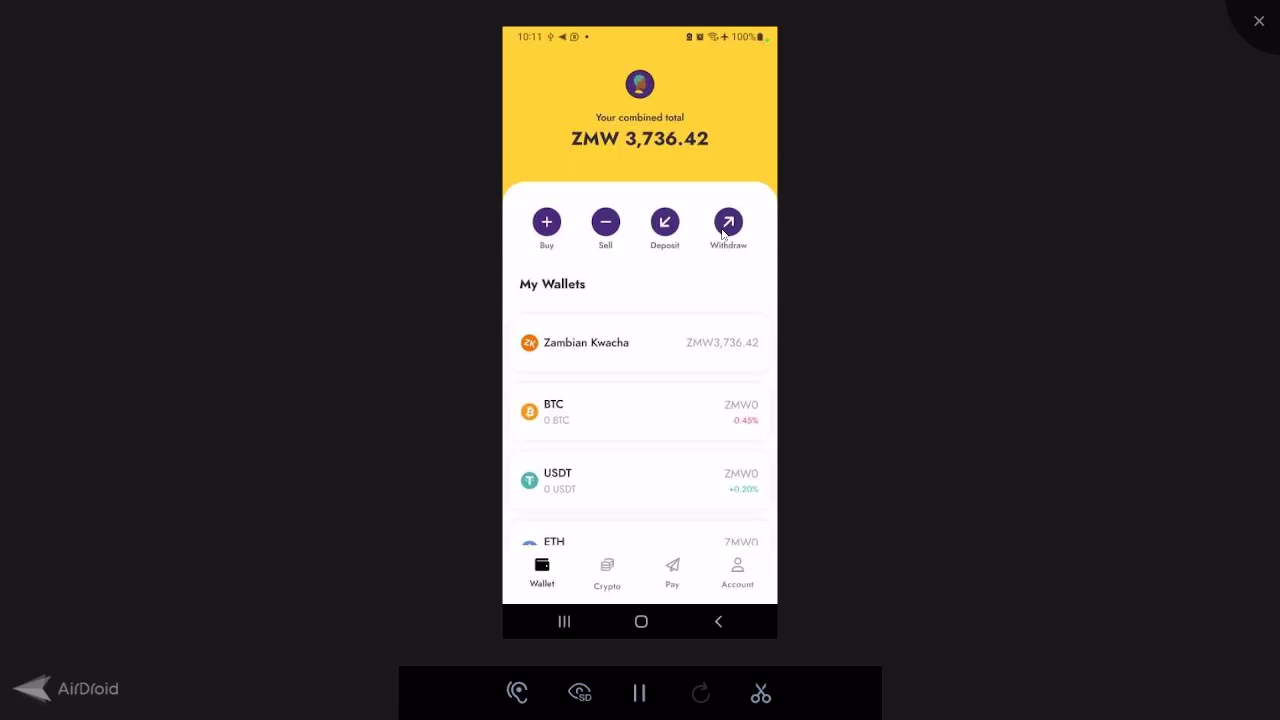 10:11
100%
Your combined total
ZMW 3,736.42
Buy
Sell
Deposit
Withdraw
My Wallets
ZK
Zambian Kwacha
ZMW3,736.42
BTC
ZMW0
0 BTC
-0.45%
USDT
ZMW0
0 USDT
+0.20%
ETH
ZMW0
Wallet
Crypto
Pay
Account
SD
AirDroid